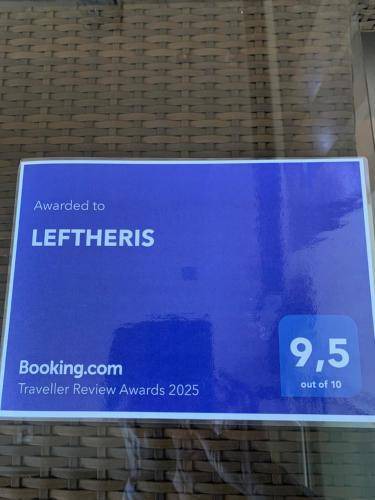 Awarded to
LEFTHERIS
9,5
out of 10
Booking.com
Traveller Review Awards 2025